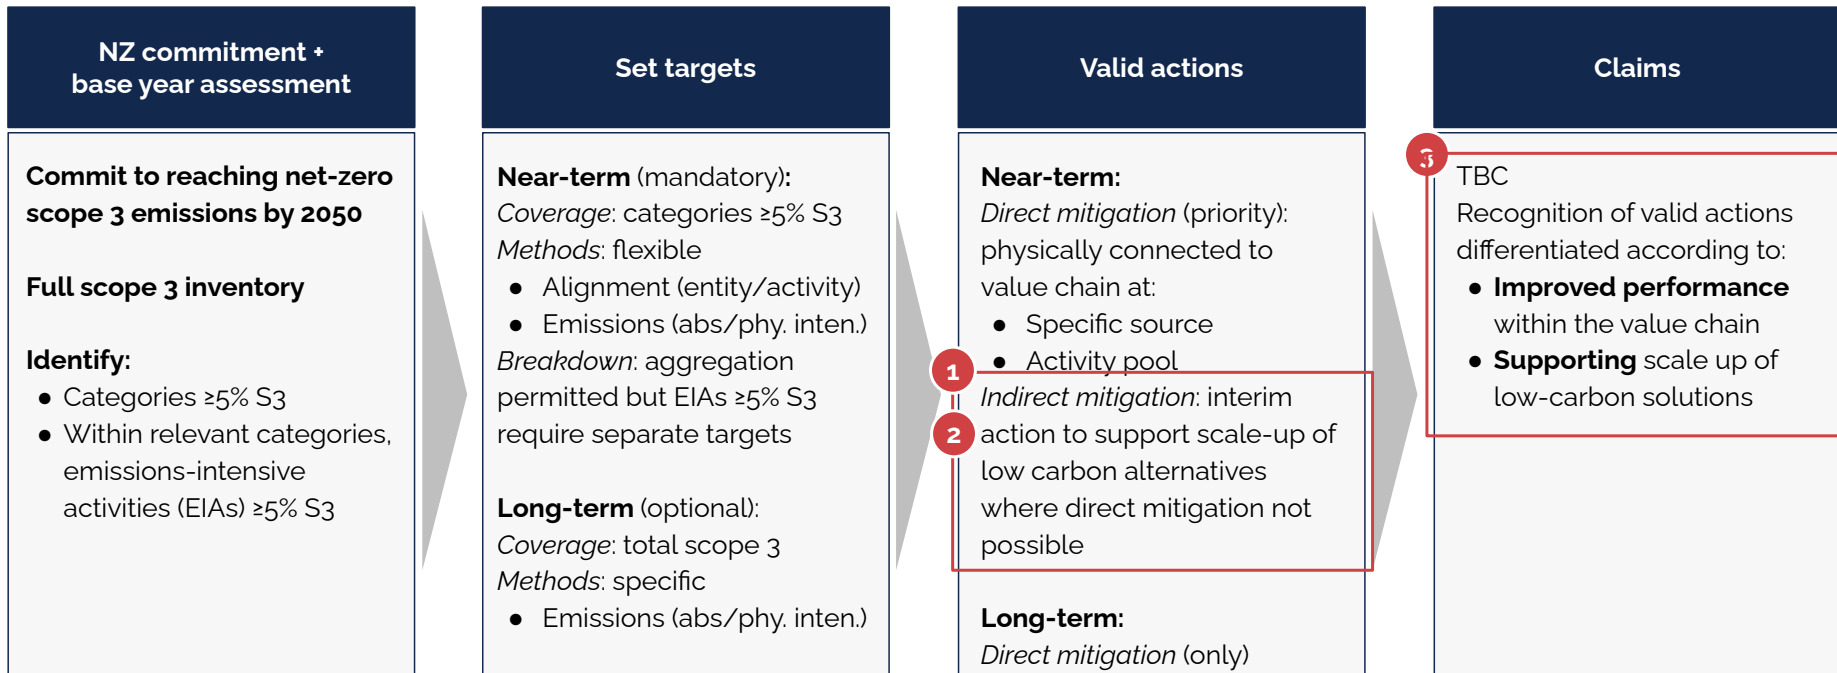 NZ commitment +
base year assessment
Commit to reaching net-zero
scope 3 emissions by 2050
Full scope 3 inventory
Identify:
● Categories ≥5% S3
● Within relevant categories,
emissions-intensive
activities (EIAs) ≥5% S3
Set targets
Near-term (mandatory):
Coverage: categories ≥5% S3
Methods: flexible
● Alignment (entity/activity)
● Emissions (abs/phy. inten.)
Breakdown: aggregation
permitted but EIAs ≥5% S3
require separate targets
Long-term (optional):
Coverage: total scope 3
Methods: specific
● Emissions (abs/phy. inten.)
Valid actions
Near-term:
Direct mitigation (priority):
physically connected to
value chain at:
● Specific source
● Activity pool
1
Indirect mitigation: interim
2
action to support scale-up of
low carbon alternatives
where direct mitigation not
possible
Long-term:
Direct mitigation (only)
Claims
3
TBC
Recognition of valid actions
differentiated according to:
● Improved performance
within the value chain
● Supporting scale up of
low-carbon solutions